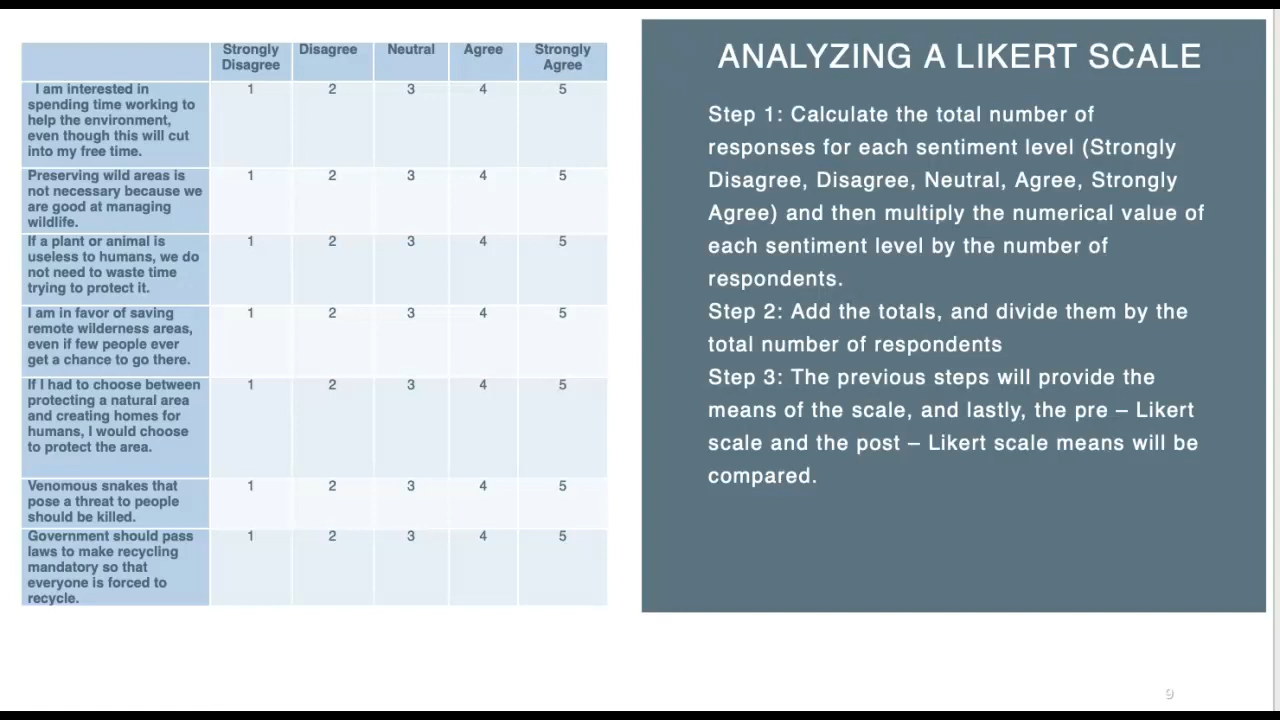 Strongly Disagree Neutral Agree Strongly
Disagree Agree
I am interested in 1 2 3 4 5
spending time working to
help the environment,
even though this will cut
into my free time.
Preserving wild areas is 1 2 3 4 5
not necessary because we
are good at managing
wildlife.
If a plant or animal is 1 2 3 4 5
useless to humans, we do
not need to waste time
trying to protect it.
I am in favor of saving 1 2 3 4 5
remote wilderness areas,
even if few people ever
get a chance to go there.
If I had to choose between 1 2 3 4 5
protecting a natural area
and creating homes for
humans, I would choose
to protect the area.
Venomous snakes that 1 2 3 4 5
pose a threat to people
should be killed.
Government should pass 1 2 3 4 5
laws to make recycling
mandatory so that
everyone is forced to
recycle.
ANALYZING A LIKERT SCALE
Step 1: Calculate the total number of
responses for each sentiment level (Strongly
Disagree, Disagree, Neutral, Agree, Strongly
Agree) and then multiply the numerical value of
each sentiment level by the number of
respondents.
Step 2: Add the totals, and divide them by the
total number of respondents
Step 3: The previous steps will provide the
means of the scale, and lastly, the pre – Likert
scale and the post – Likert scale means will be
compared.
9